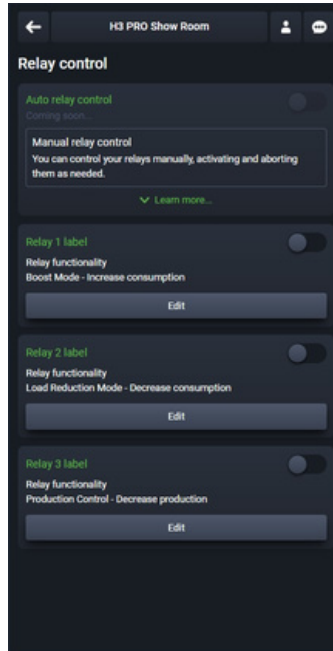 H3 PRO Show Room
Relay control
Auto relay control
Coming soon...
Manual relay control
You can control your relays manually, activating and aborting
them as needed.
Learn more...
Relay 1 label
Relay functionality
Boost Mode - Increase consumption
Edit
Relay 2 label
Relay functionality
Load Reduction Mode - Decrease consumption
Edit
Relay 3 label
Relay functionality
Production Control - Decrease production
Edit